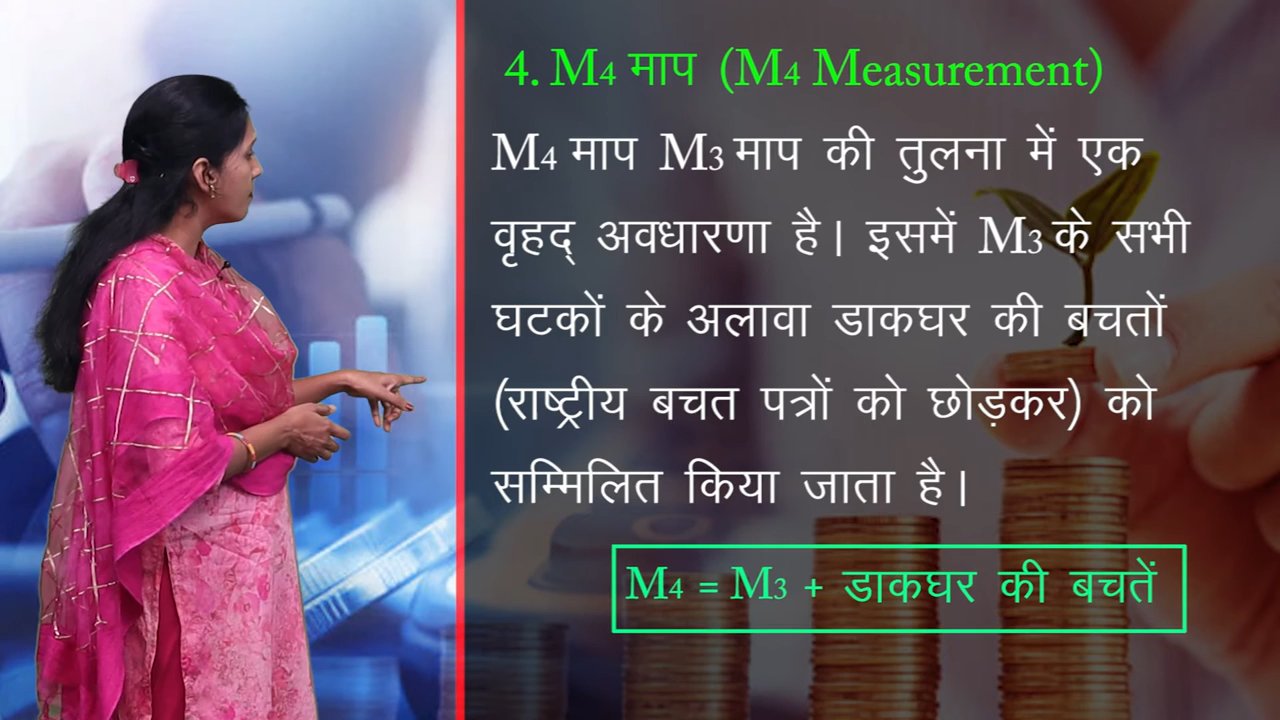 4. M₄ माप (M₄ Measurement)
M₄ माप M₃ माप की तुलना में एक
वृहद् अवधारणा है। इसमें M₃ के सभी
घटकों के अलावा डाकघर की बचतों
(राष्ट्रीय बचत पत्रों को छोड़कर) को
सम्मिलित किया जाता है।
M₄ = M₃ + डाकघर की बचतें